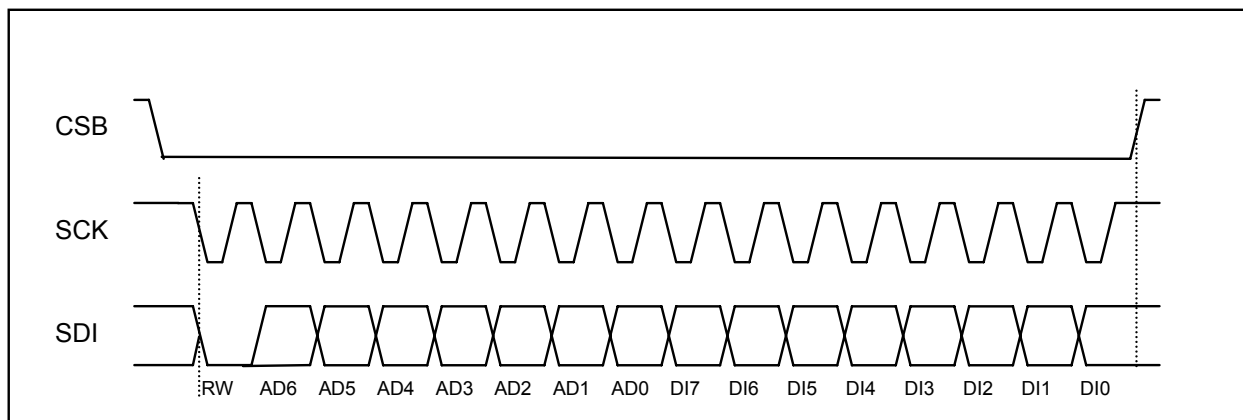 CSB
SCK
SDI
RW AD6 AD5 AD4 AD3 AD2 AD1 AD0 DI7 DI6 DI5 DI4 DI3 DI2 DI1 DI0